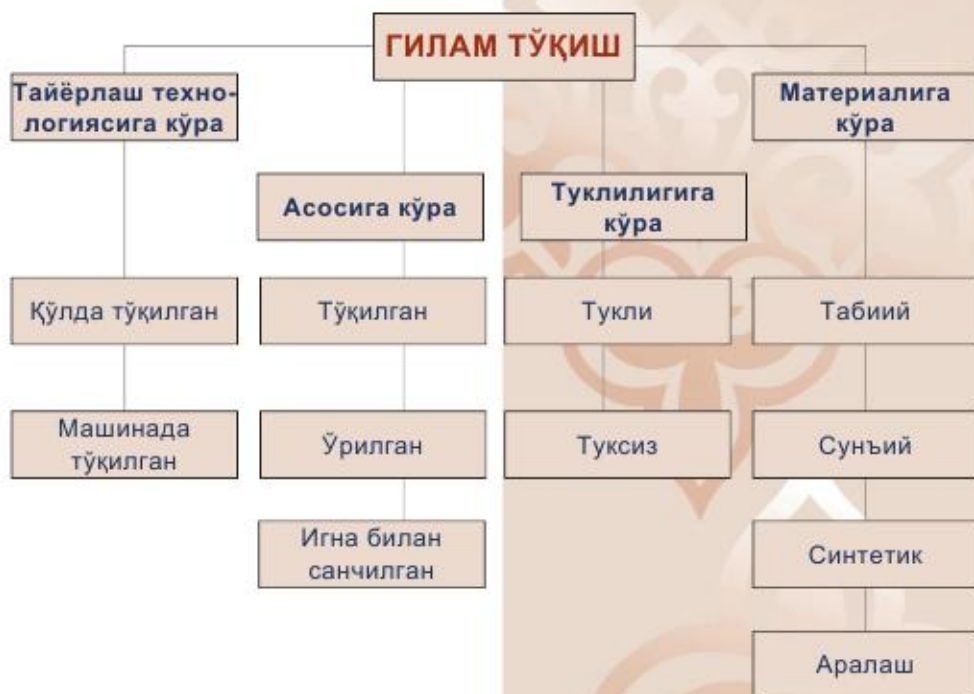 ГИЛАМ ТЎҚИШ
Тайёрлаш техно-
логиясига кўра
Қўлда тўқилган
Машинада
тўқилган
Асосига кўра
Тўқилган
Ўрилган
Игна билан
санчилган
Туклилигига
кўра
Тукли
Туксиз
Материалига
кўра
Табиий
Сунъий
Синтетик
Аралаш